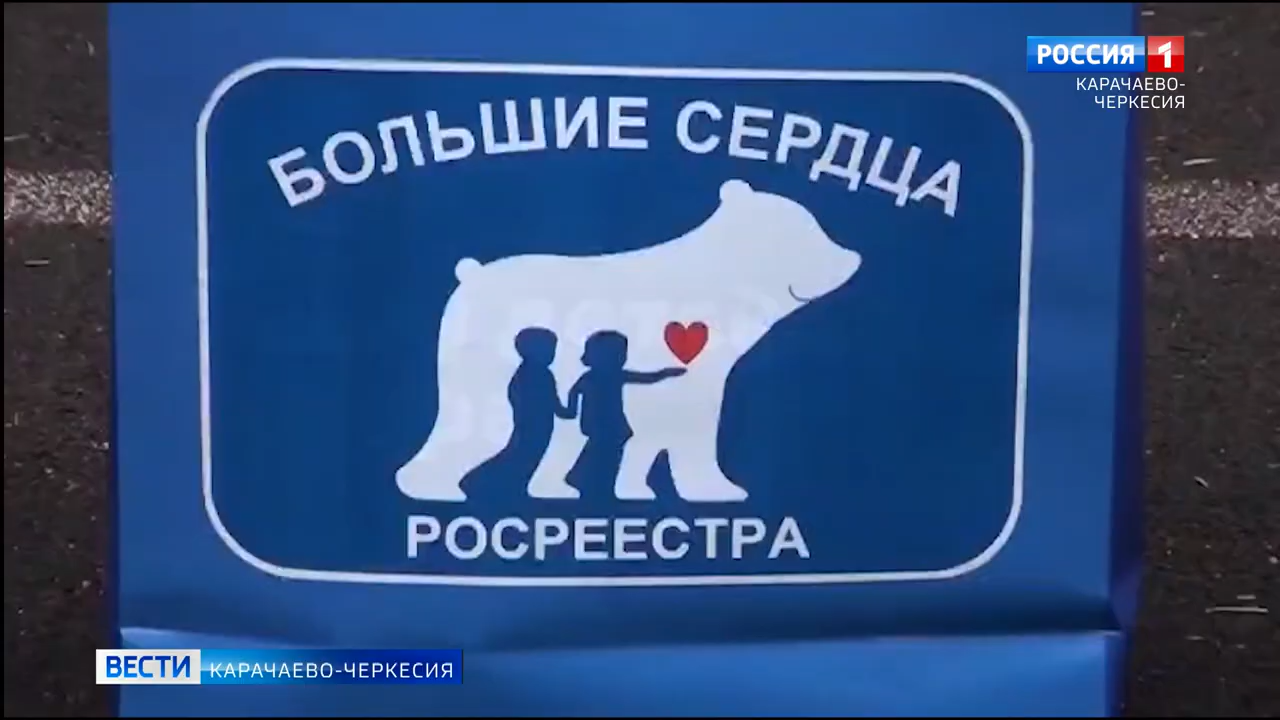 РОССИЯ 1
КАРАЧАЕВО-
ЧЕРКЕСИЯ
БОЛЬШИЕ СЕРДЦА
РОСРЕЕСТРА
ВЕСТИ КАРАЧАЕВО-ЧЕРКЕСИЯ